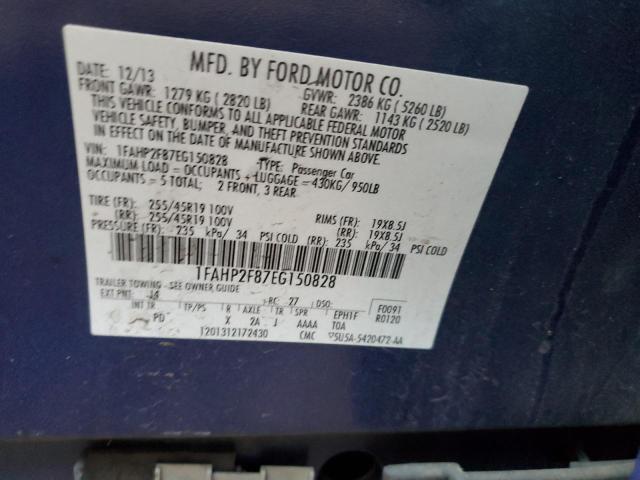 MFD. BY FORD MOTOR CO.
DATE: 12/13 GVWR: 2386 KG ( 5260 LB)
FRONT GAWR: 1279 KG ( 2820 LB) REAR GAWR: 1143 KG ( 2520 LB)
THIS VEHICLE CONFORMS TO ALL APPLICABLE FEDERAL MOTOR
VEHICLE SAFETY, BUMPER, AND THEFT PREVENTION STANDARDS
IN EFFECT ON THE DATE OF MANUFACTURE SHOWN ABOVE.
VIN: 1FAHP2F87EG150828 TYPE: Passenger Car
MAXIMUM LOAD = OCCUPANTS + LUGGAGE = 430KG/ 950LB
OCCUPANTS = 5 TOTAL; 2 FRONT, 3 REAR
TIRE (FR): 255/45R19 100V RIMS (FR): 19X8.5J
(RR): 255/45R19 100V (RR): 19X8.5J
PRESSURE (FR): 235 kPa/ 34 PSI COLD (RR): 235 kPa/ 34 PSI COLD
1FAHP2F87EG150828
TRAILER TOWING - SEE OWNER GUIDE
EXT PNT: J4 RC: 27 DSO: F0091
INT TR TP/PS R AXLE TR SPR EPH1F R0120
PD X 2A J AAAA TOA
1201312172430 CMC 5U5A-5420472-AA